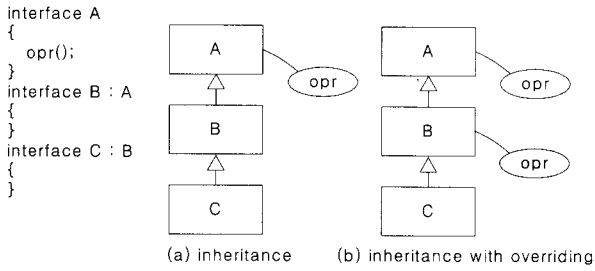 interface A
{
opr();
}
interface B : A
{
}
interface C : B
{
}
A
opr
B
C
(a) inheritance
A
opr
B
opr
C
(b) inheritance with overriding